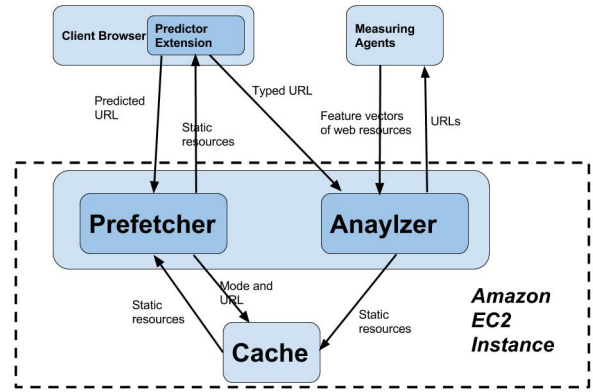 Client Browser
Predictor
Extension
Measuring
Agents
Predicted
URL
Static
resources
Typed URL
Feature vectors
of web resources
URLs
Prefetcher
Anaylzer
Static
resources
Mode and
URL
Static
resources
Cache
Amazon
EC2
Instance